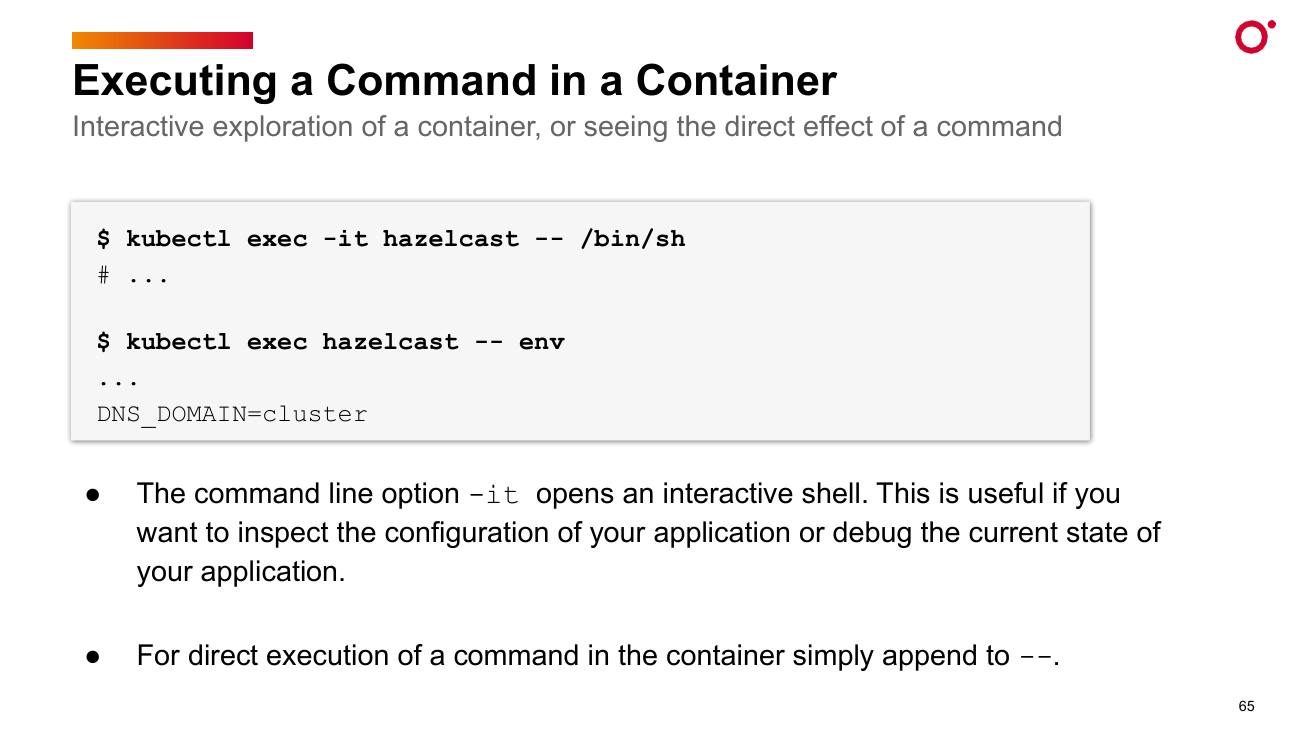 Executing a Command in a Container
Interactive exploration of a container, or seeing the direct effect of a command
$ kubectl exec -it hazelcast -- /bin/sh
# ...
$ kubectl exec hazelcast -- env
...
DNS_DOMAIN=cluster
● The command line option -it opens an interactive shell. This is useful if you
want to inspect the configuration of your application or debug the current state of
your application.
● For direct execution of a command in the container simply append to --.
65